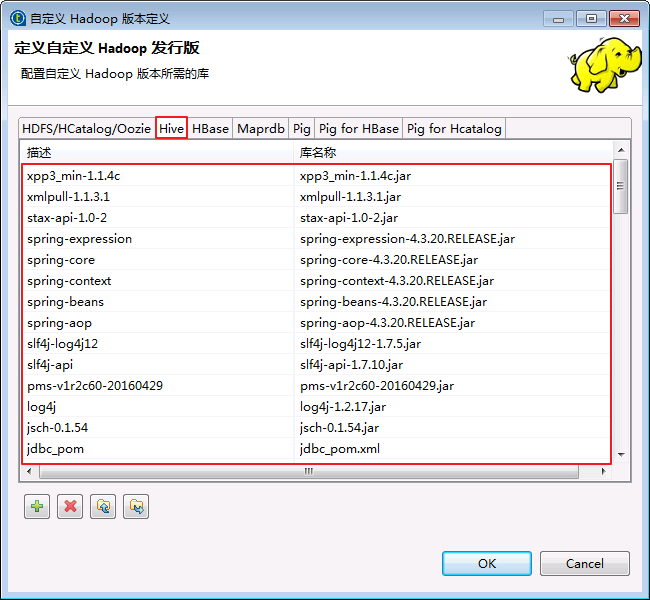 自定义 Hadoop 版本定义
定义自定义 Hadoop 发行版
配置自定义 Hadoop 版本所需的库
HDFS/HCatalog/Oozie Hive HBase Maprdb Pig Pig for HBase Pig for Hcatalog
描述 库名称
xpp3_min-1.1.4c xpp3_min-1.1.4c.jar
xmlpull-1.1.3.1 xmlpull-1.1.3.1.jar
stax-api-1.0-2 stax-api-1.0-2.jar
spring-expression spring-expression-4.3.20.RELEASE.jar
spring-core spring-core-4.3.20.RELEASE.jar
spring-context spring-context-4.3.20.RELEASE.jar
spring-beans spring-beans-4.3.20.RELEASE.jar
spring-aop spring-aop-4.3.20.RELEASE.jar
slf4j-log4j12 slf4j-log4j12-1.7.5.jar
slf4j-api slf4j-api-1.7.10.jar
pms-v1r2c60-20160429 pms-v1r2c60-20160429.jar
log4j log4j-1.2.17.jar
jsch-0.1.54 jsch-0.1.54.jar
jdbc_pom jdbc_pom.xml
OK Cancel